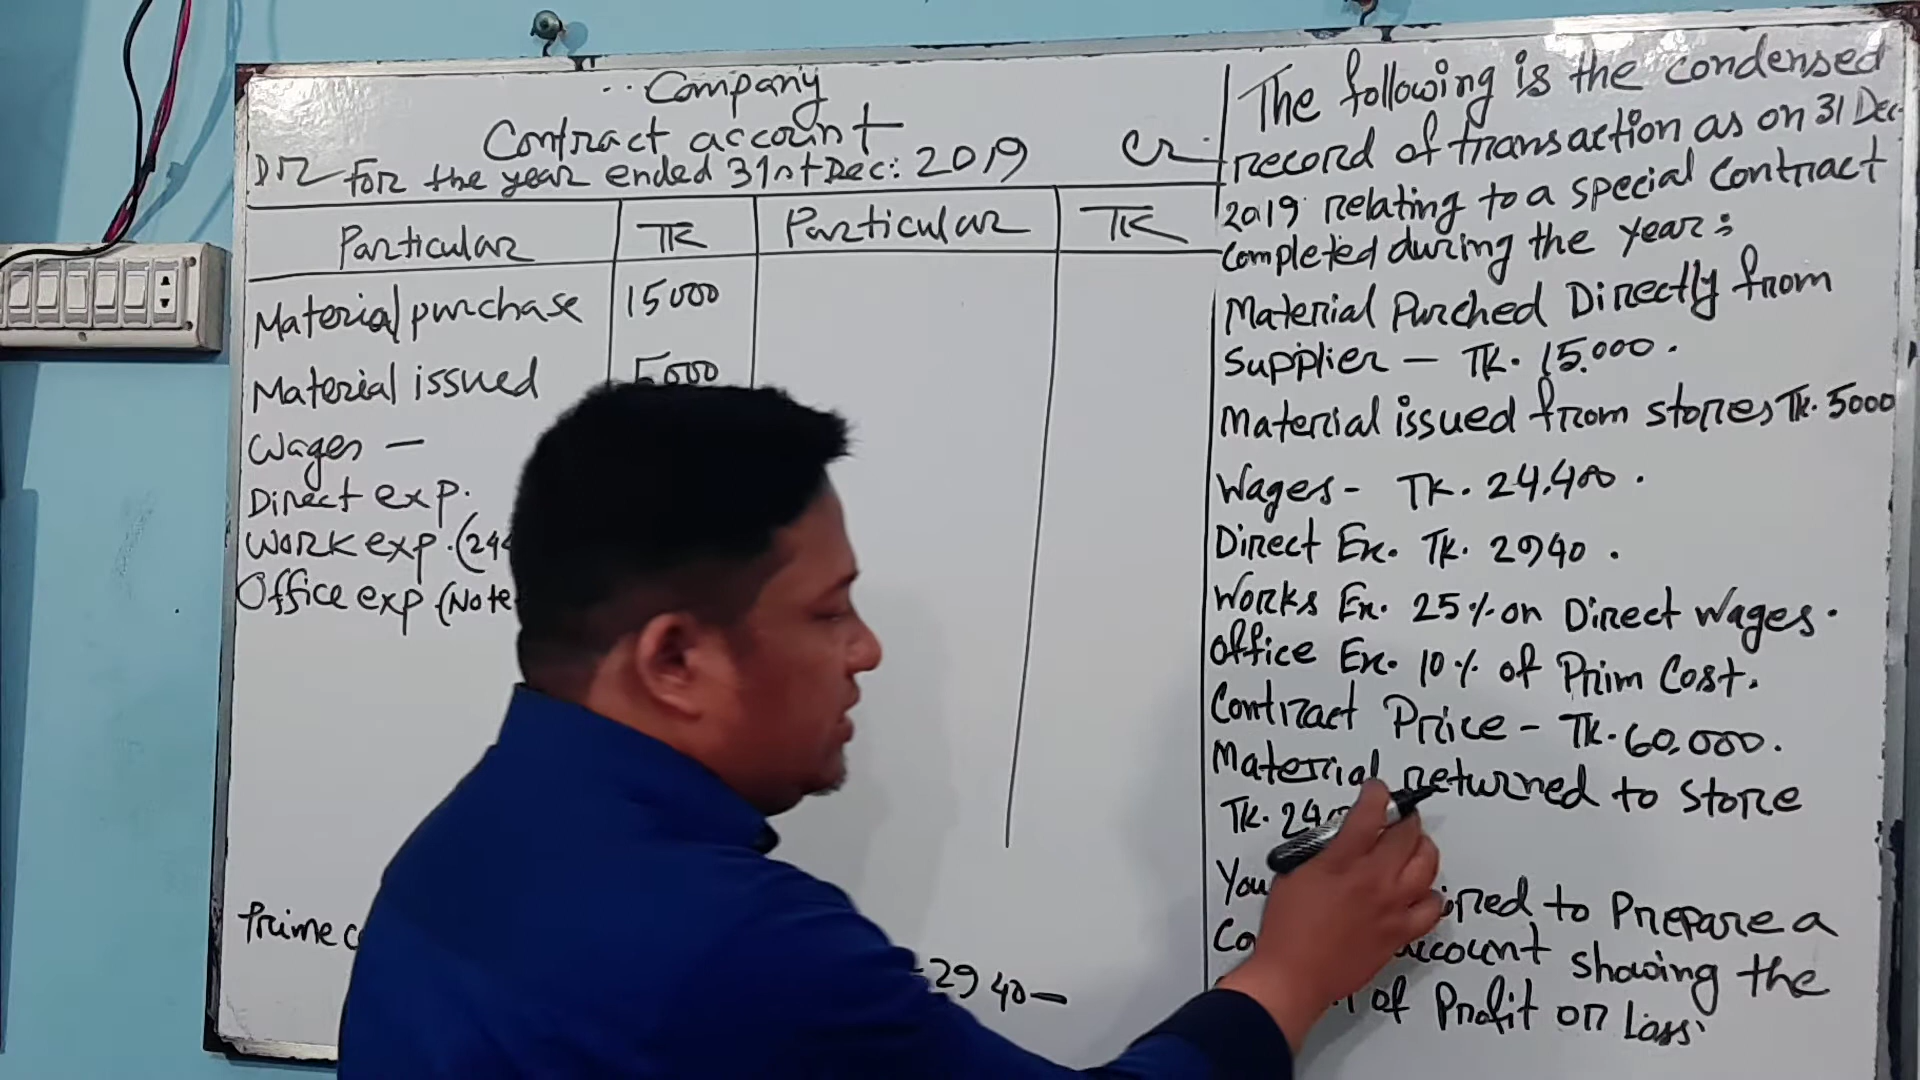 .. Company
Contract account
Dr For the year ended 31st Dec: 2019 Cr.
Particular TK Particular TK
Material purchase 15000
Material issued 5000
Wages —
Direct exp.
Work exp. (244
Office exp (Note
Prime c
2940 —
The following is the condensed
record of transaction as on 31 Dec.
2019 relating to a special Contract
completed during the year:
Material Purched Directly from
Supplier — TK. 15.000.
Material issued from stores TK. 5000
Wages - TK. 24,400.
Direct Ex. TK. 2940.
Works Ex. 25% on Direct wages.
Office Ex. 10% of Prim Cost.
Contract Price - TK. 60,000.
Material returned to Store
TK. 24
You to Prepare a
account showing the
of Profit or Loss